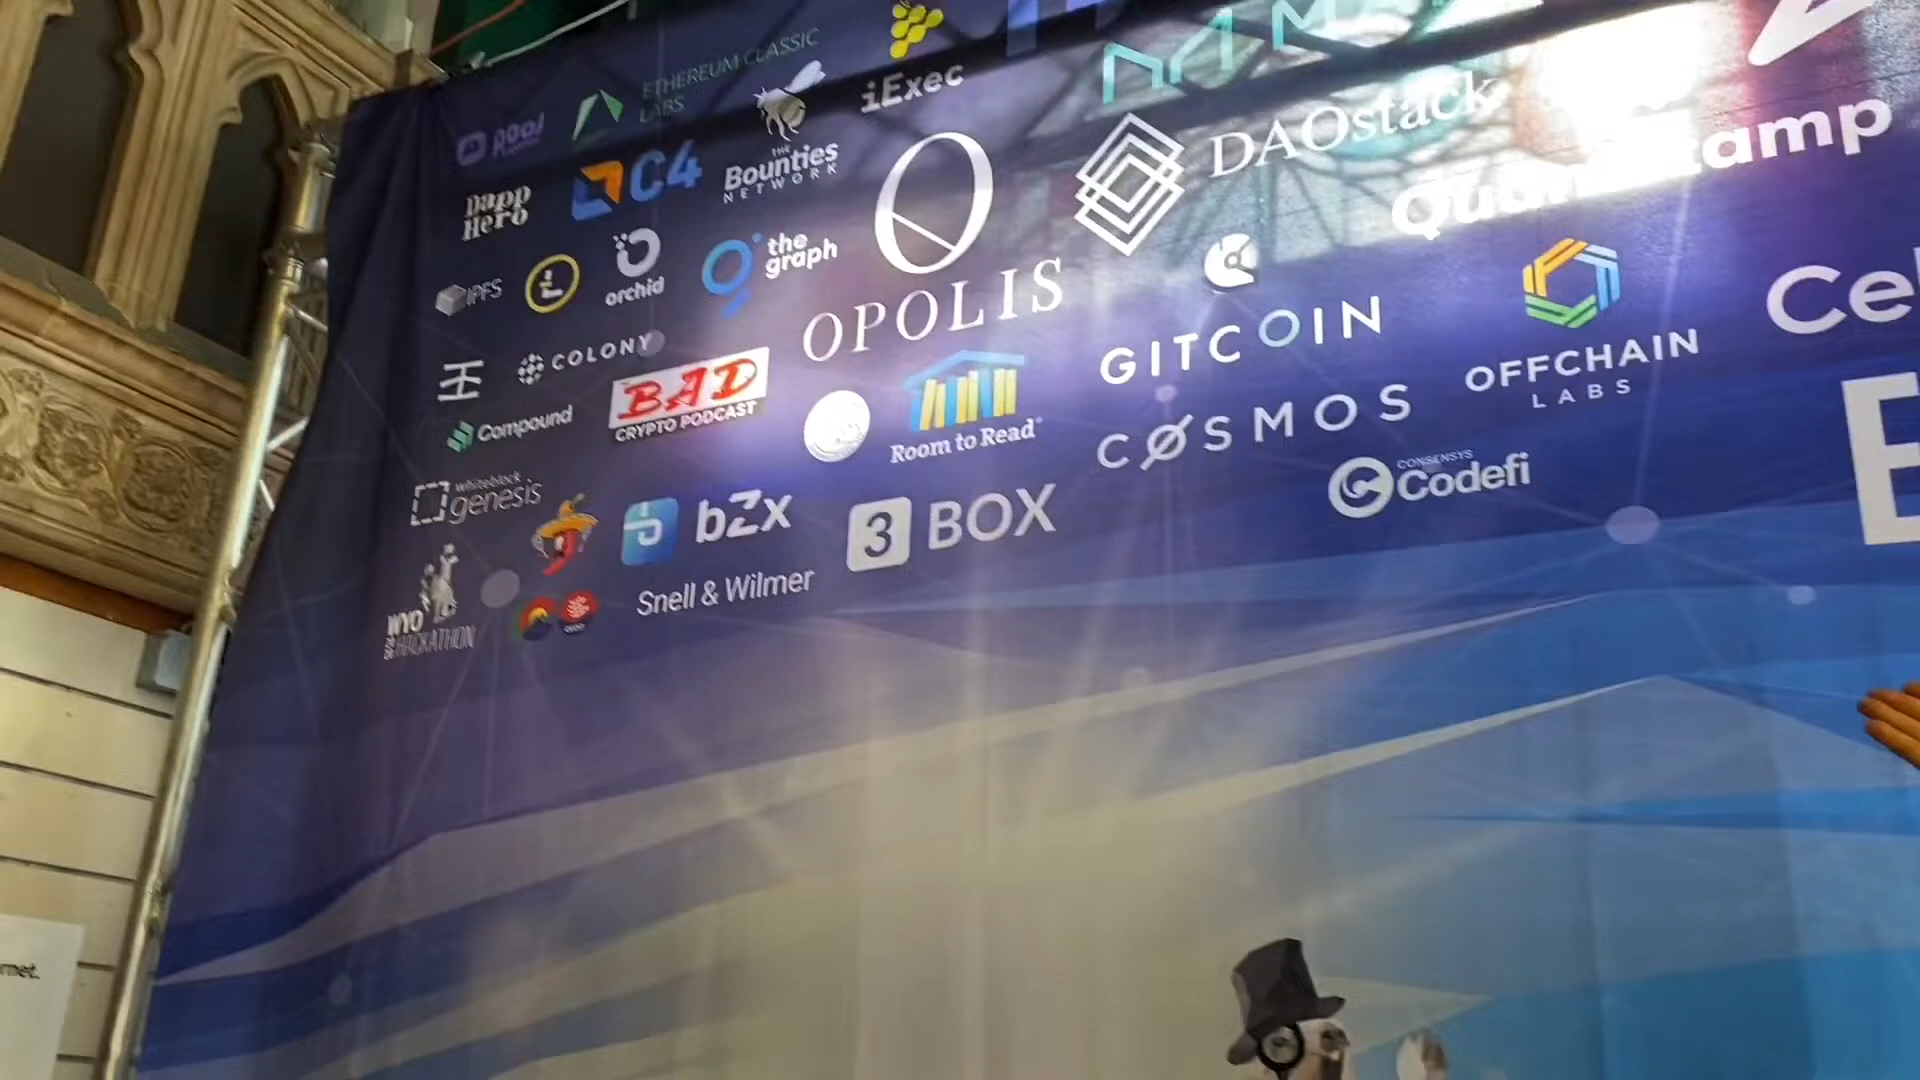 ETHEREUM CLASSIC
LABS
iExec
DAOstack
amp
Dapp
Hero
C4
THE
Bounties
NETWORK
IPFS
orchid
the
graph
OPOLIS
GITCOIN
OFFCHAIN
LABS
COLONY
BAD
CRYPTO PODCAST
Compound
Room to Read
CØSMOS
CONSENSYS
Codefi
whiteblock
genesis
bZx
3 BOX
WYO
HACKATHON
Snell & Wilmer